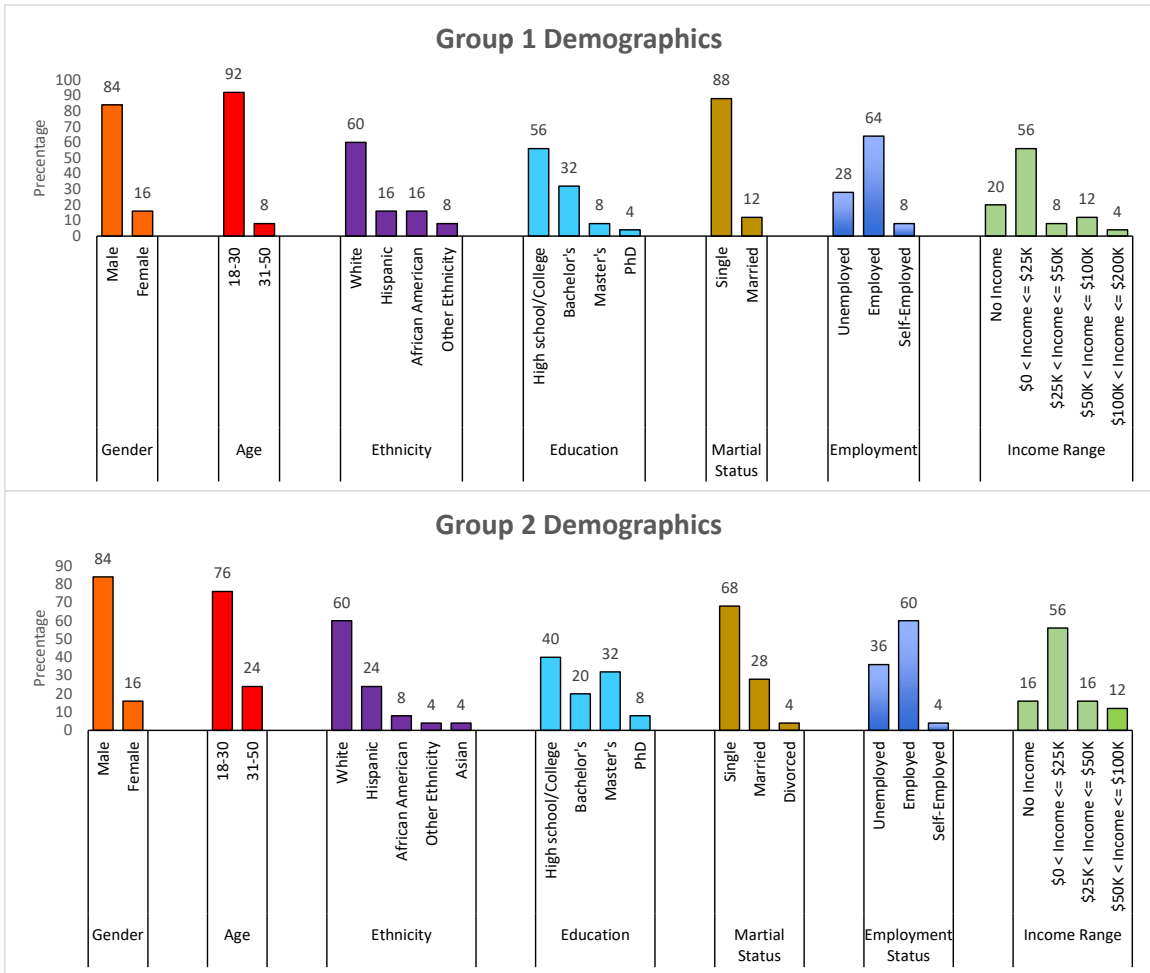 Group 1 Demographics
Precentage
100
90
80
70
60
50
40
30
20
10
0
84
16
92
8
60
16
16
8
56
32
8
4
88
12
28
64
8
20
56
8
12
4
Male
Female
18-30
31-50
White
Hispanic
African American
Other Ethnicity
High school/College
Bachelor's
Master's
PhD
Single
Married
Unemployed
Employed
Self-Employed
No Income
$0 < Income <= $25K
$25K < Income <= $50K
$50K < Income <= $100K
$100K < Income <= $200K
Gender
Age
Ethnicity
Education
Martial
Status
Employment
Income Range
Group 2 Demographics
Precentage
90
80
70
60
50
40
30
20
10
0
84
16
76
24
60
24
8
4
4
40
20
32
8
68
28
4
36
60
4
16
56
16
12
Male
Female
18-30
31-50
White
Hispanic
African American
Other Ethnicity
Asian
High school/College
Bachelor's
Master's
PhD
Single
Married
Divorced
Unemployed
Employed
Self-Employed
No Income
$0 < Income <= $25K
$25K < Income <= $50K
$50K < Income <= $100K
Gender
Age
Ethnicity
Education
Martial
Status
Employment
Status
Income Range